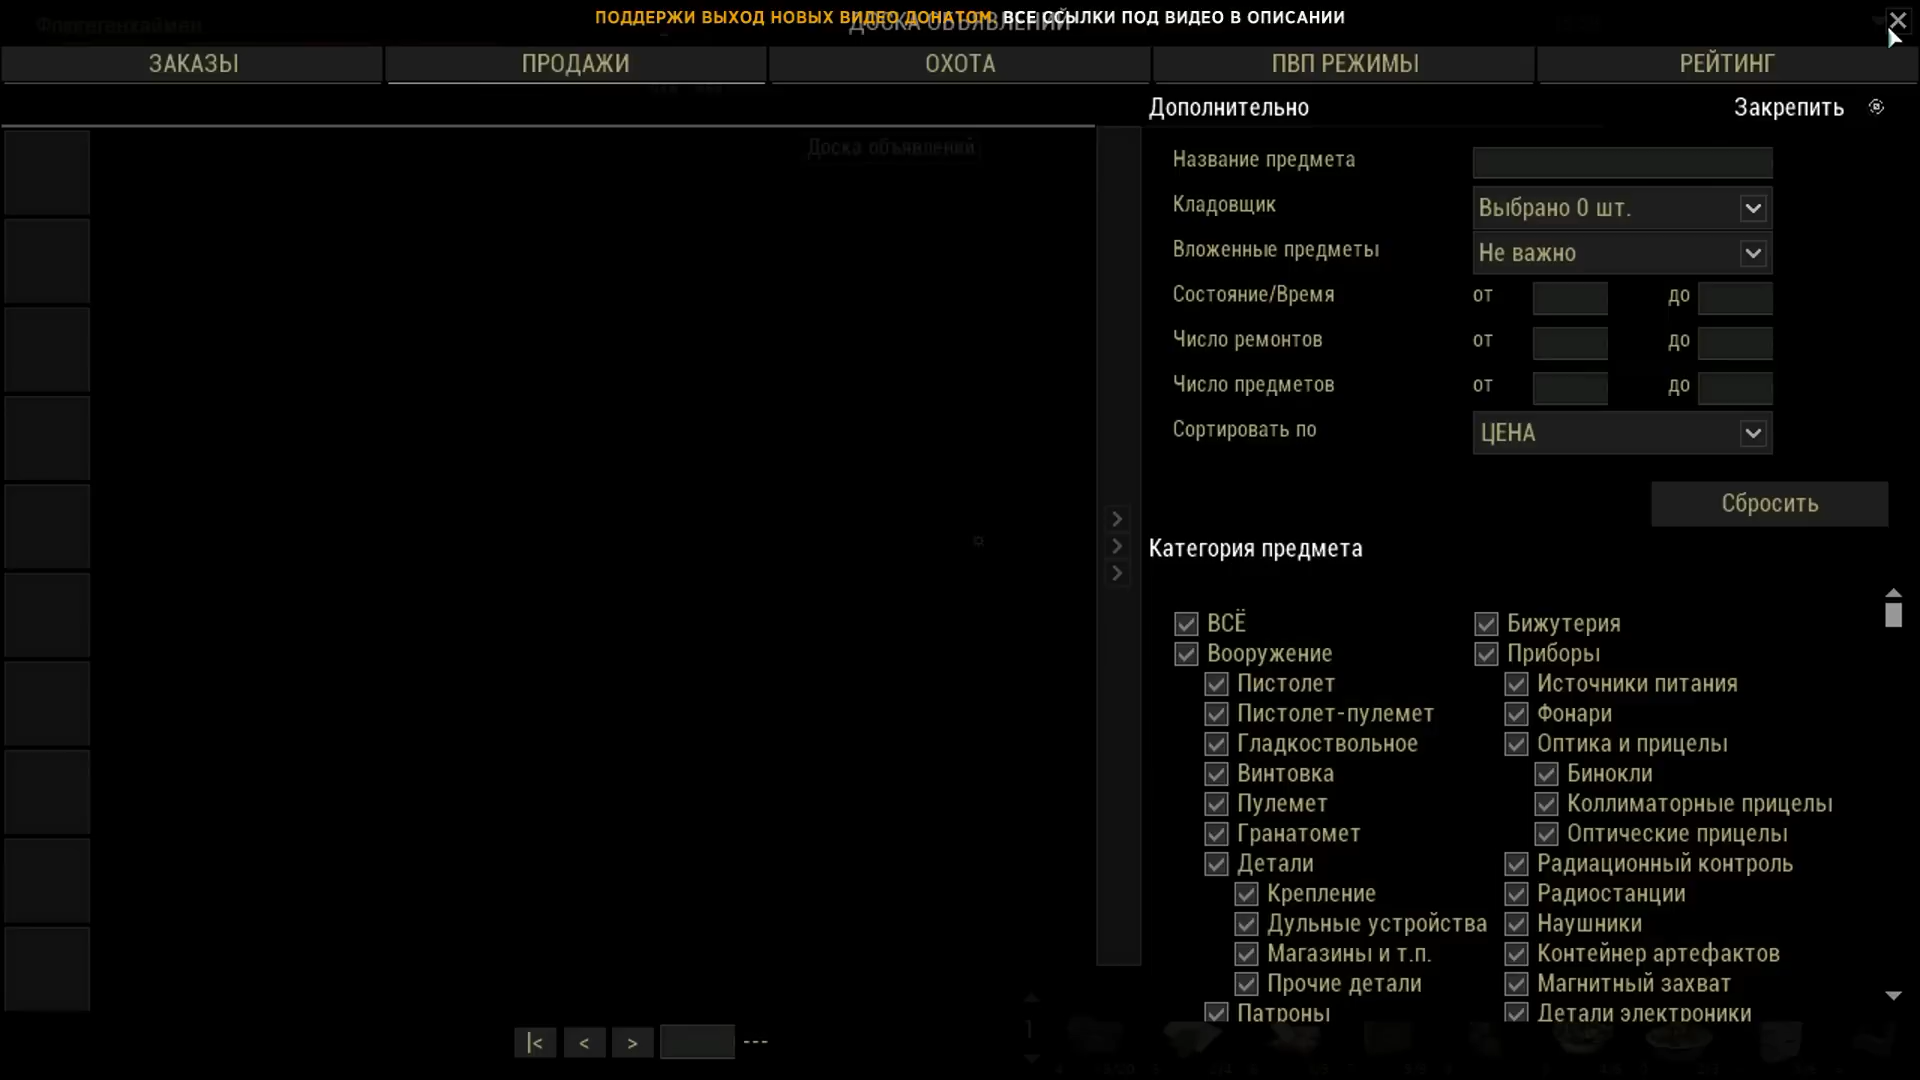 ПОДДЕРЖИ ВЫХОД НОВЫХ ВИДЕО ДОНАТОМ. ВСЕ ССЫЛКИ ПОД ВИДЕО В ОПИСАНИИ
ДОСКА ОБЪЯВЛЕНИЙ
ЗАКАЗЫ ПРОДАЖИ ОХОТА ПВП РЕЖИМЫ РЕЙТИНГ
Дополнительно Закрепить
Доска объявлений
Название предмета
Кладовщик Выбрано 0 шт.
Вложенные предметы Не важно
Состояние/Время от до
Число ремонтов от до
Число предметов от до
Сортировать по ЦЕНА
Сбросить
Категория предмета
ВСЁ
Вооружение
Пистолет
Пистолет-пулемет
Гладкоствольное
Винтовка
Пулемет
Гранатомет
Детали
Крепление
Дульные устройства
Магазины и т.п.
Прочие детали
Патроны
Бижутерия
Приборы
Источники питания
Фонари
Оптика и прицелы
Бинокли
Коллиматорные прицелы
Оптические прицелы
Радиационный контроль
Радиостанции
Наушники
Контейнер артефактов
Магнитный захват
Детали электроники
|< < > ---